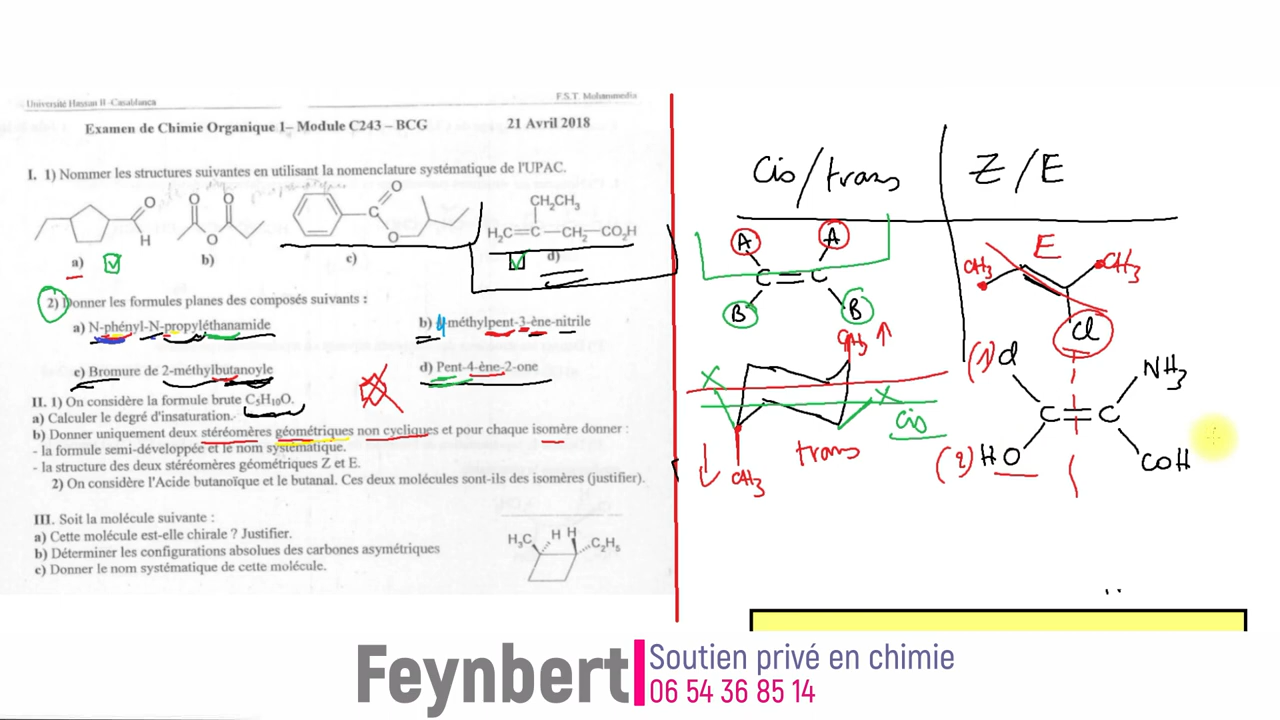 Université Hassan II -Casablanca
F.S.T Mohammedia
Examen de Chimie Organique 1– Module C243 – BCG
21 Avril 2018
I. 1) Nommer les structures suivantes en utilisant la nomenclature systématique de l'UPAC.
O
H
a)
O O
O
b)
O
C
O
c)
CH₂CH₃
H₂C=C–CH₂–CO₂H
d)
2) Donner les formules planes des composés suivants :
a) N-phényl-N-propyléthanamide
b) 4méthylpent-3-ène-nitrile
c) Bromure de 2-méthylbutanoyle
d) Pent-4-ène-2-one
II. 1) On considère la formule brute C₅H₁₀O.
a) Calculer le degré d'insaturation.
b) Donner uniquement deux stéréomères géométriques non cycliques et pour chaque isomère donner :
- la formule semi-développée et le nom systématique.
- la structure des deux stéréomères géométriques Z et E.
2) On considère l'Acide butanoïque et le butanal. Ces deux molécules sont-ils des isomères (justifier).
III. Soit la molécule suivante :
a) Cette molécule est-elle chirale ? Justifier.
b) Déterminer les configurations absolues des carbones asymétriques
c) Donner le nom systématique de cette molécule.
H₃C H H C₂H₅
Cis/trans
Z/E
A A
C=C
B B
CH₃
trans
CH₃
cis
E
CH₃ CH₃
Cl
(1) Cl NH₃
C=C
(2) HO COH
Feynbert
Soutien privé en chimie
06 54 36 85 14